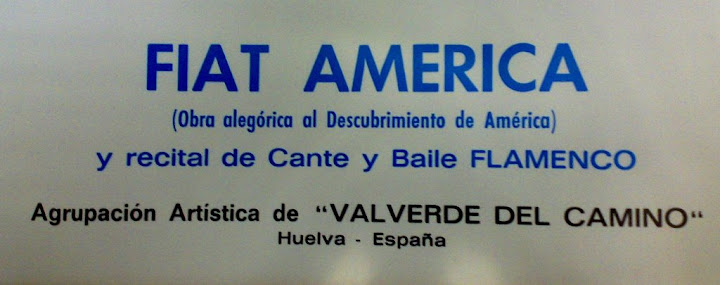 FIAT AMERICA
(Obra alegórica al Descubrimiento de América)
y recital de Cante y Baile FLAMENCO
Agrupación Artística de “VALVERDE DEL CAMINO“
Huelva - España